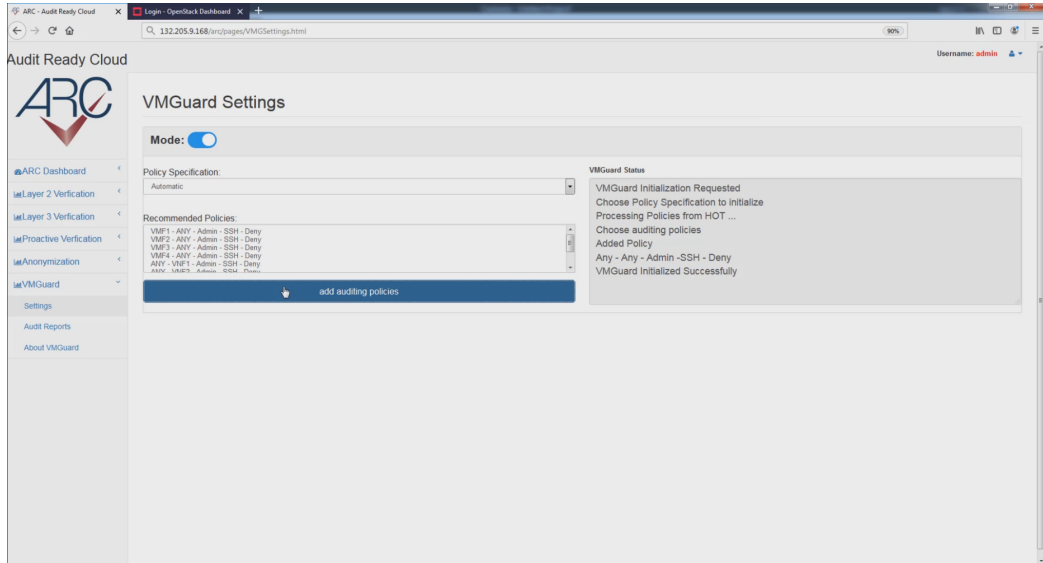 ARC - Audit Ready Cloud
Login - OpenStack Dashboard
132.205.9.168/arc/pages/VMGSettings.html
90%
Audit Ready Cloud
Username: admin
ARC
VMGuard Settings
Mode:
ARC Dashboard
Layer 2 Verfication
Layer 3 Verfication
Proactive Verfication
Anonymization
VMGuard
Settings
Audit Reports
About VMGuard
Policy Specification:
Automatic
Recommended Policies:
VMF1 - ANY - Admin - SSH - Deny
VMF2 - ANY - Admin - SSH - Deny
VMF3 - ANY - Admin - SSH - Deny
VMF4 - ANY - Admin - SSH - Deny
ANY - VNF1 - Admin - SSH - Deny
ANY - VNF2 - Admin - SSH - Deny
add auditing policies
VMGuard Status
VMGuard Initialization Requested
Choose Policy Specification to initialize
Processing Policies from HOT ...
Choose auditing policies
Added Policy
Any - Any - Admin -SSH - Deny
VMGuard Initialized Successfully